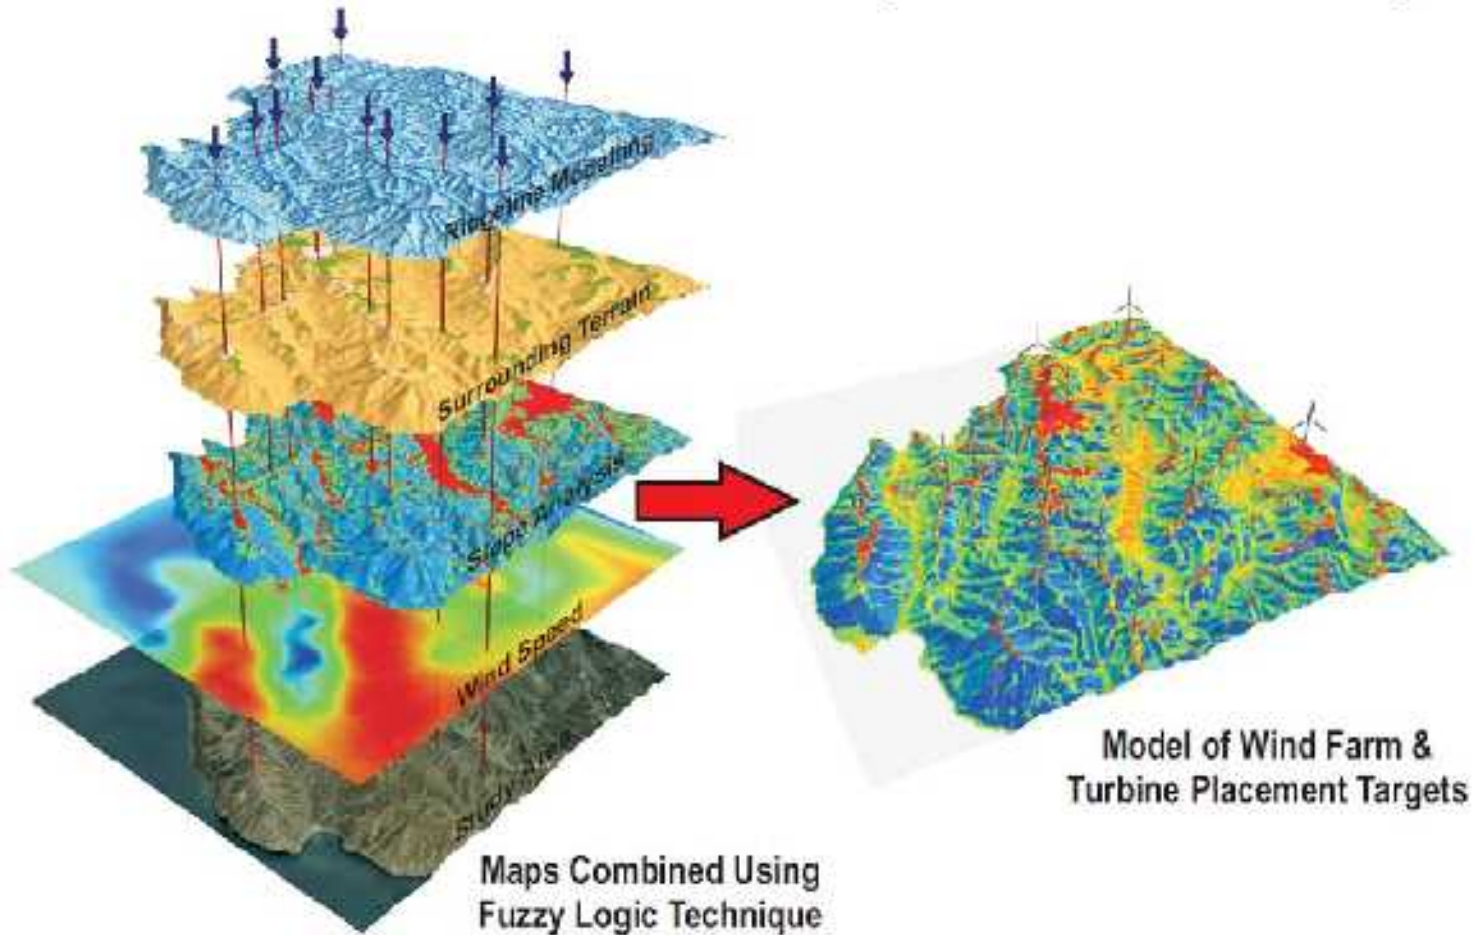 Ridgeline Modelling
Surrounding Terrain
Slope Analysis
Wind Speed
Study Area
Maps Combined Using
Fuzzy Logic Technique
Model of Wind Farm &
Turbine Placement Targets